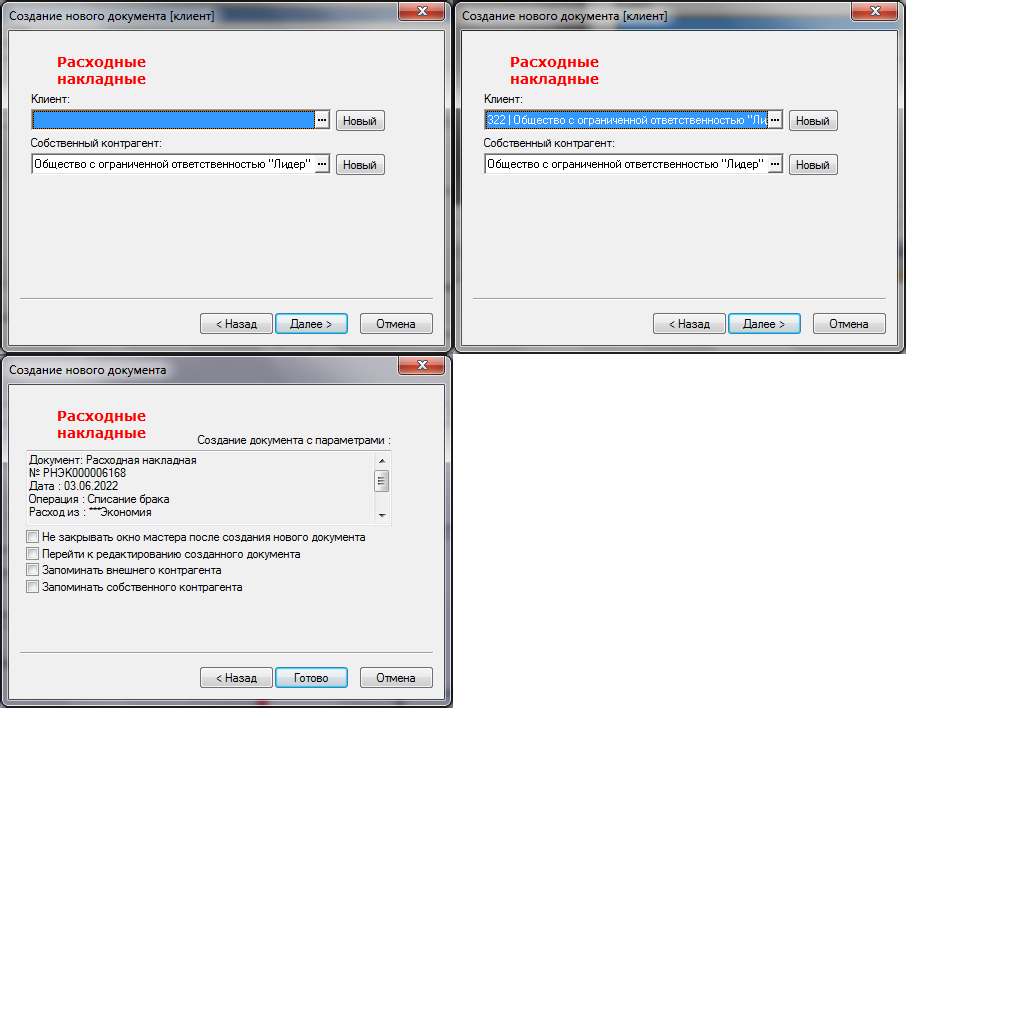 Создание нового документа [клиент]
Расходные
накладные
Клиент:
Новый
Собственный контрагент:
Общество с ограниченной ответственностью "Лидер"
Новый
< Назад
Далее >
Отмена
Создание нового документа [клиент]
Расходные
накладные
Клиент:
322 | Общество с ограниченной ответственностью "Ли
Новый
Собственный контрагент:
Общество с ограниченной ответственностью "Лидер"
Новый
< Назад
Далее >
Отмена
Создание нового документа
Расходные
накладные
Создание документа с параметрами :
Документ: Расходная накладная
№ РНЭК000006168
Дата : 03.06.2022
Операция : Списание брака
Расход из : ***Экономия
Не закрывать окно мастера после создания нового документа
Перейти к редактированию созданного документа
Запоминать внешнего контрагента
Запоминать собственного контрагента
< Назад
Готово
Отмена